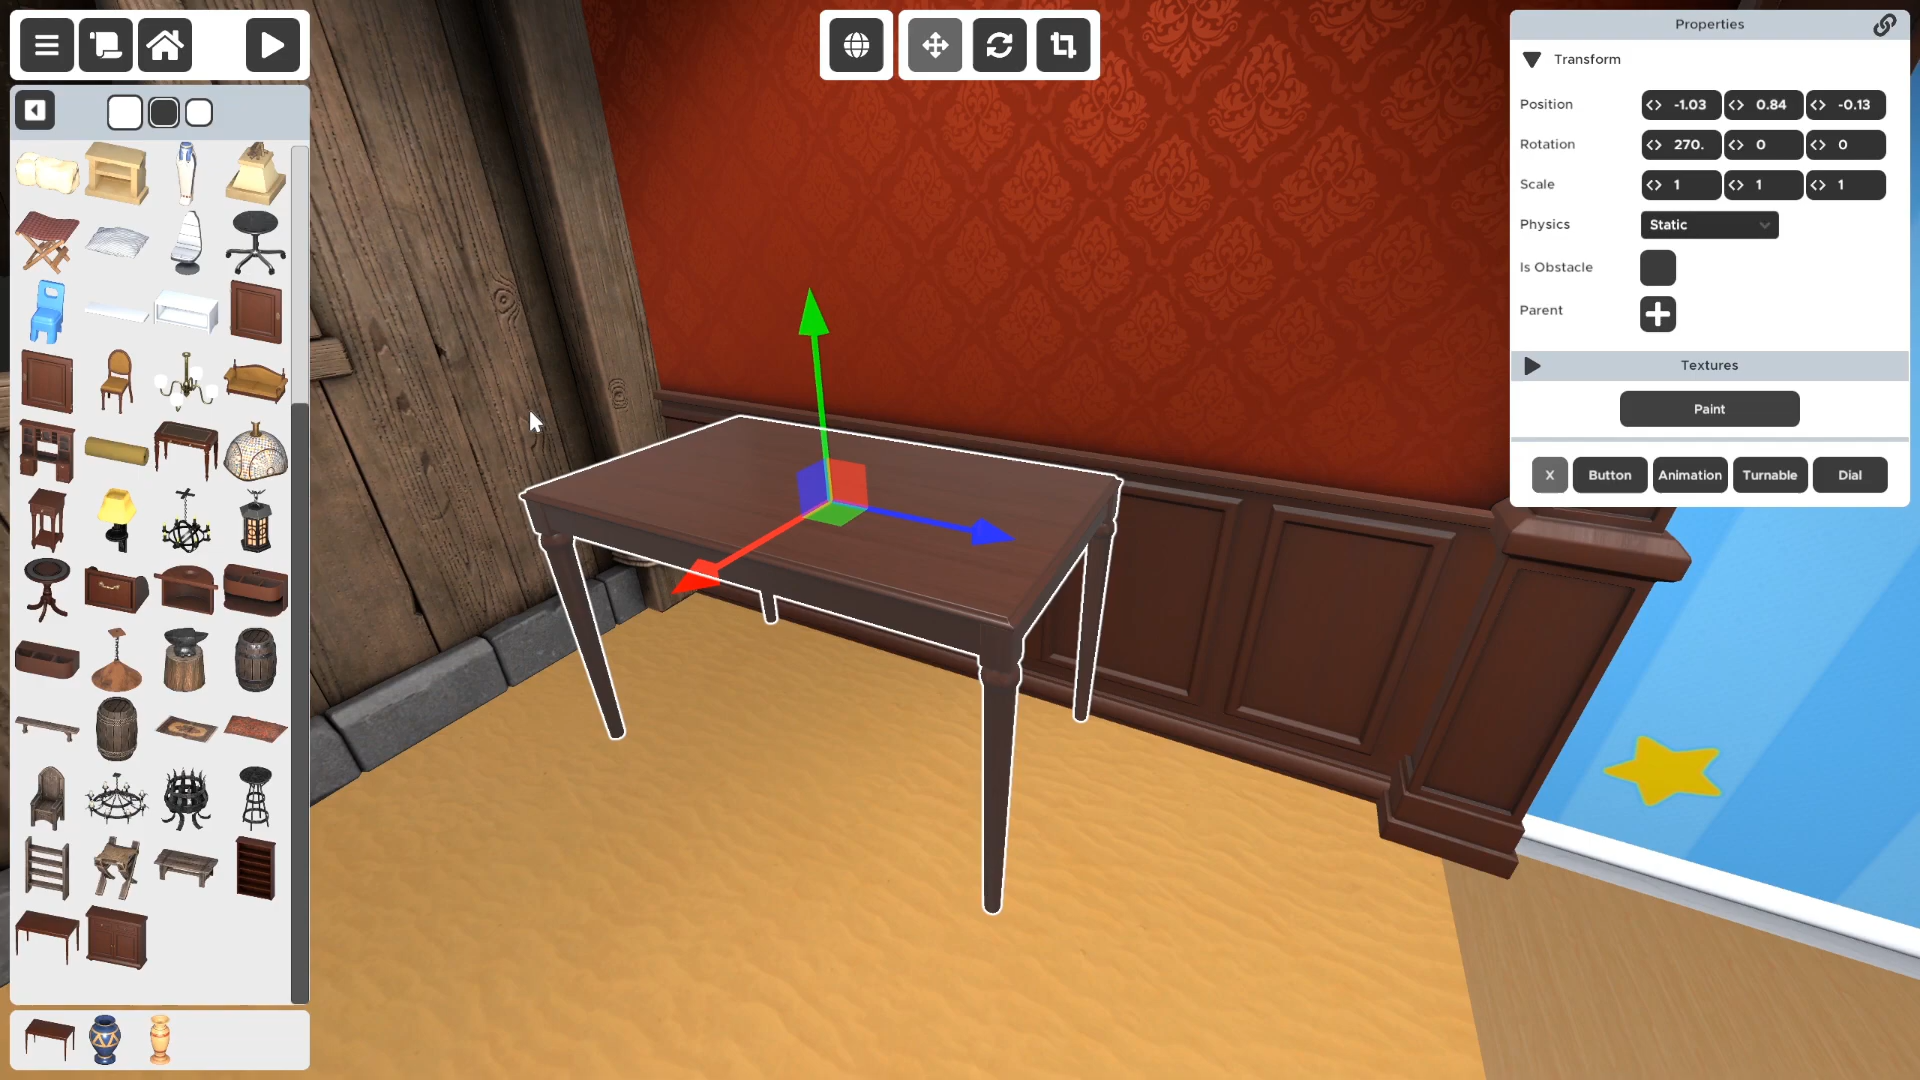 Properties
Transform
Position -1.03 0.84 -0.13
Rotation 270. 0 0
Scale 1 1 1
Physics Static
Is Obstacle
Parent
Textures
Paint
X Button Animation Turnable Dial